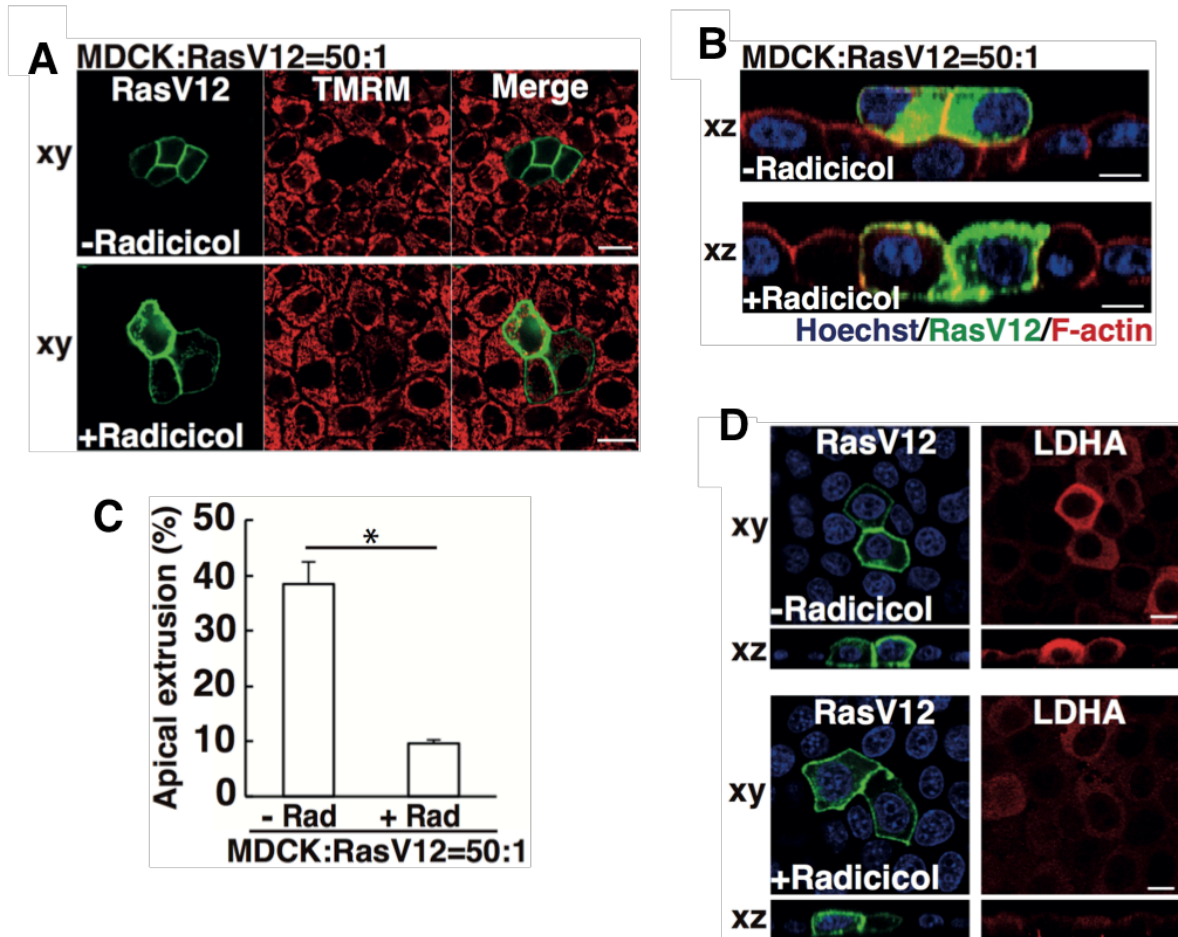 A
MDCK:RasV12=50:1
RasV12 TMRM Merge
xy
-Radicicol
xy
+Radicicol
B
MDCK:RasV12=50:1
xz
-Radicicol
xz
+Radicicol
Hoechst/RasV12/F-actin
C
Apical extrusion (%)
50
40
30
20
10
0
*
- Rad + Rad
MDCK:RasV12=50:1
D
RasV12 LDHA
xy
-Radicicol
xz
RasV12 LDHA
xy
+Radicicol
xz